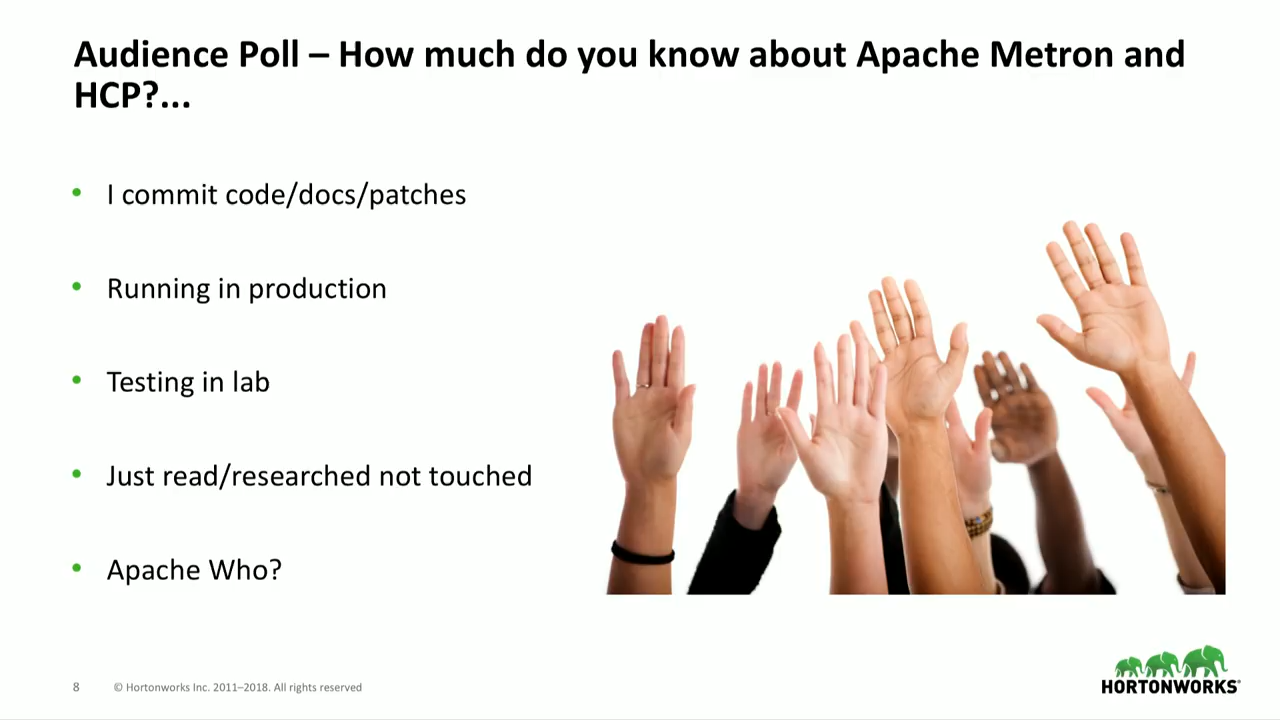 Audience Poll – How much do you know about Apache Metron and
HCP?...
• I commit code/docs/patches
• Running in production
• Testing in lab
• Just read/researched not touched
• Apache Who?
8 © Hortonworks Inc. 2011–2018. All rights reserved
HORTONWORKS®